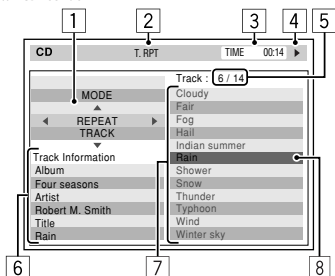 1 2 3 4 5
CD T. RPT TIME 00:14
Track : 6 / 14
MODE
REPEAT
TRACK
Track Information
Album
Four seasons
Artist
Robert M. Smith
Title
Rain
Cloudy
Fair
Fog
Hail
Indian summer
Rain
Shower
Snow
Thunder
Typhoon
Wind
Winter sky
6 7 8